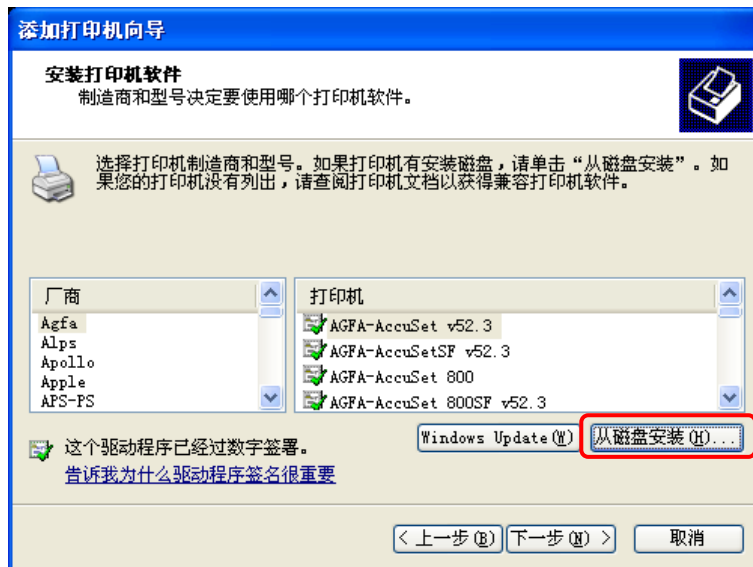 添加打印机向导
安装打印机软件
制造商和型号决定要使用哪个打印机软件。
选择打印机制造商和型号。如果打印机有安装磁盘，请单击“从磁盘安装”。如
果您的打印机没有列出，请查阅打印机文档以获得兼容打印机软件。
厂商
Agfa
Alps
Apollo
Apple
APS-PS
打印机
AGFA-AccuSet v52.3
AGFA-AccuSetSF v52.3
AGFA-AccuSet 800
AGFA-AccuSet 800SF v52.3
这个驱动程序已经过数字签署。
告诉我为什么驱动程序签名很重要
Windows Update(W)
从磁盘安装(H)...
< 上一步(B)
下一步(N) >
取消